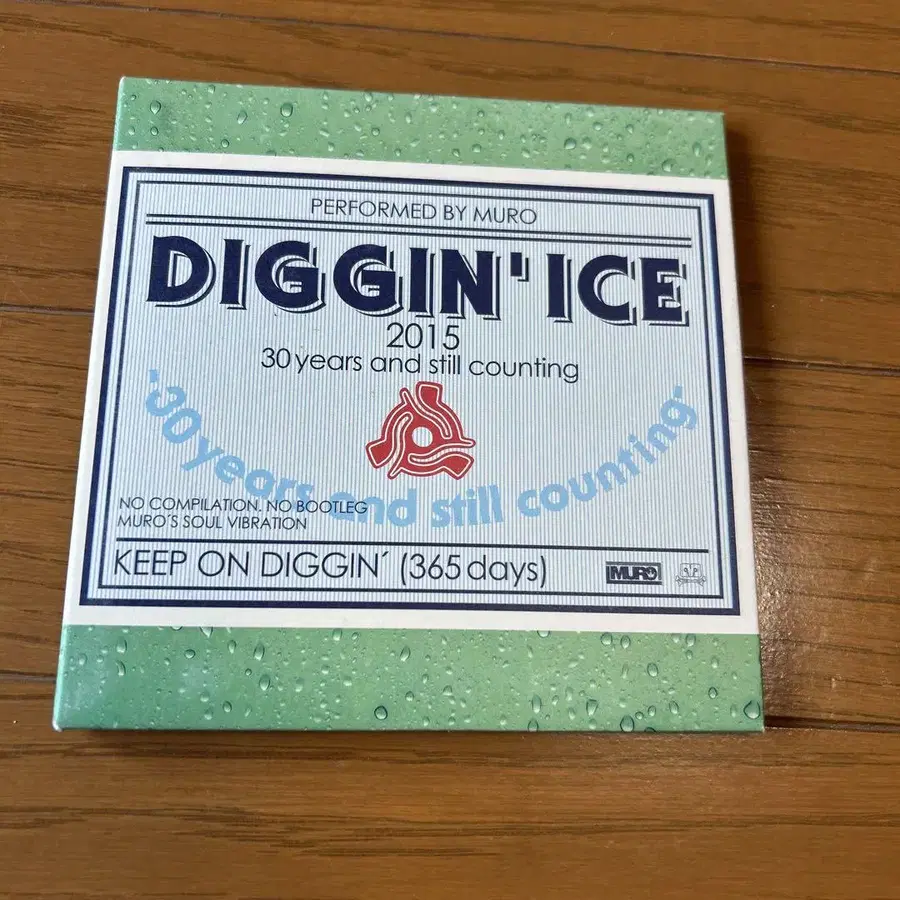 PERFORMED BY MURO
DIGGIN' ICE
2015
30 years and still counting
'30 years and still counting'
NO COMPILATION. NO BOOTLEG
MURO'S SOUL VIBRATION
KEEP ON DIGGIN´ (365 days)
MURO